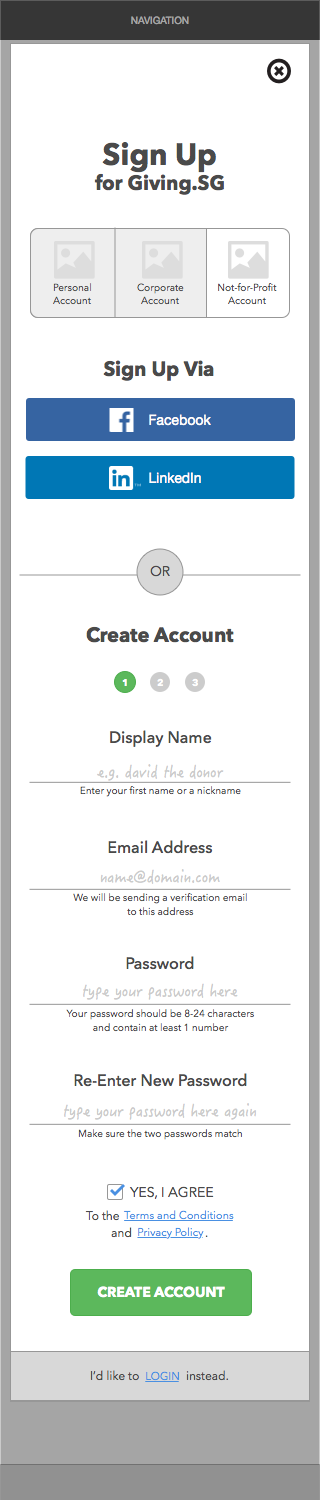 NAVIGATION
Sign Up
for Giving.SG
Personal
Account
Corporate
Account
Not-for-Profit
Account
Sign Up Via
Facebook
in LinkedIn
OR
Create Account
1 2 3
Display Name
e.g. david the donor
Enter your first name or a nickname
Email Address
name@domain.com
We will be sending a verification email
to this address
Password
type your password here
Your password should be 8-24 characters
and contain at least 1 number
Re-Enter New Password
type your password here again
Make sure the two passwords match
YES, I AGREE
To the Terms and Conditions
and Privacy Policy.
CREATE ACCOUNT
I'd like to LOGIN instead.